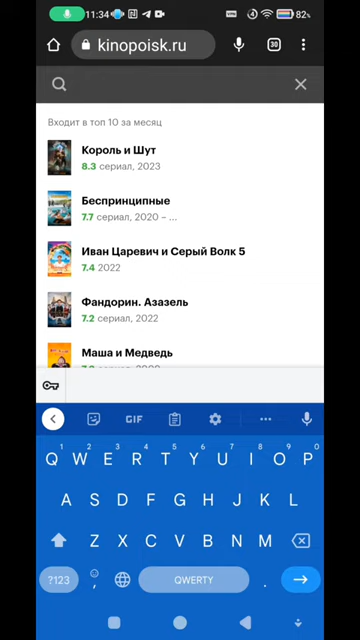 11:34
VPN
82%
kinopoisk.ru
30
Входит в топ 10 за месяц
Король и Шут
8.3 сериал, 2023
Беспринципные
7.7 сериал, 2020 – ...
Иван Царевич и Серый Волк 5
7.4 2022
Фандорин. Азазель
7.2 сериал, 2022
Маша и Медведь
GIF
1 2 3 4 5 6 7 8 9 0
Q W E R T Y U I O P
A S D F G H J K L
Z X C V B N M
?123 , QWERTY .